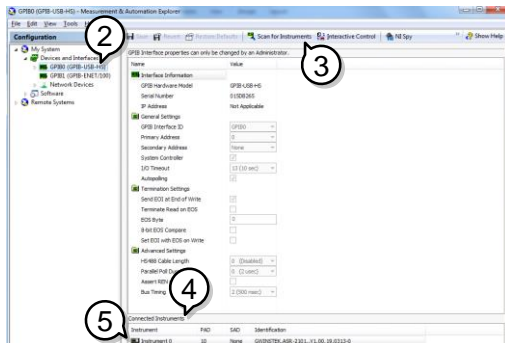 GPIB0 (GPIB-USB-HS) - Measurement & Automation Explorer
File Edit View Tools
Configuration
Save Revert Restore Defaults Scan for Instruments Interactive Control NI Spy Show Help
My System
Devices and Interfaces
GPIB0 (GPIB-USB-HS)
GPIB1 (GPIB-ENET/100)
Network Devices
Software
Remote Systems
2
3
GPIB Interface properties can only be changed by an Administrator.
Name Value
Interface Information
GPIB Hardware Model GPIB-USB-HS
Serial Number 015DB265
IP Address Not Applicable
General Settings
GPIB Interface ID GPIB0
Primary Address 0
Secondary Address None
System Controller
I/O Timeout 13 (10 sec)
Autopolling
Termination Settings
Send EOI at End of Write
Terminate Read on EOS
EOS Byte 0
8-bit EOS Compare
Set EOI with EOS on Write
Advanced Settings
HS488 Cable Length 0 (Disabled)
Parallel Poll 0 (2 usec)
Assert REN
Bus Timing 2 (500 nsec)
4
Connected Instruments
5
Instrument PAD SAD Identification
Instrument 0 10 None GWINSTEK,ASR-2101,